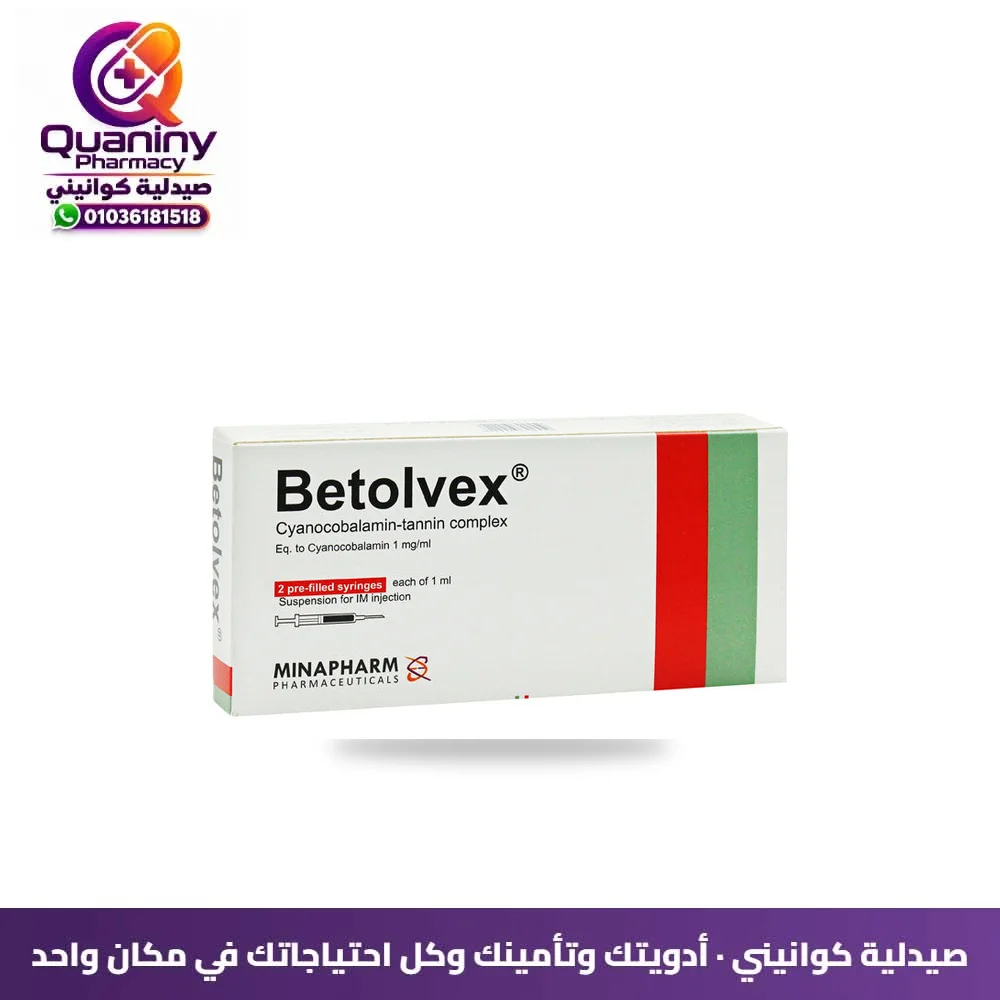 Quaniny
Pharmacy
صيدلية كوانيني
01036181518
Betolvex®
Betolvex®
Cyanocobalamin-tannin complex
Eq. to Cyanocobalamin 1 mg/ml
2 pre-filled syringes each of 1 ml
Suspension for IM injection
MINAPHARM
PHARMACEUTICALS
صيدلية كوانيني · أدويتك وتأمينك وكل احتياجاتك في مكان واحد